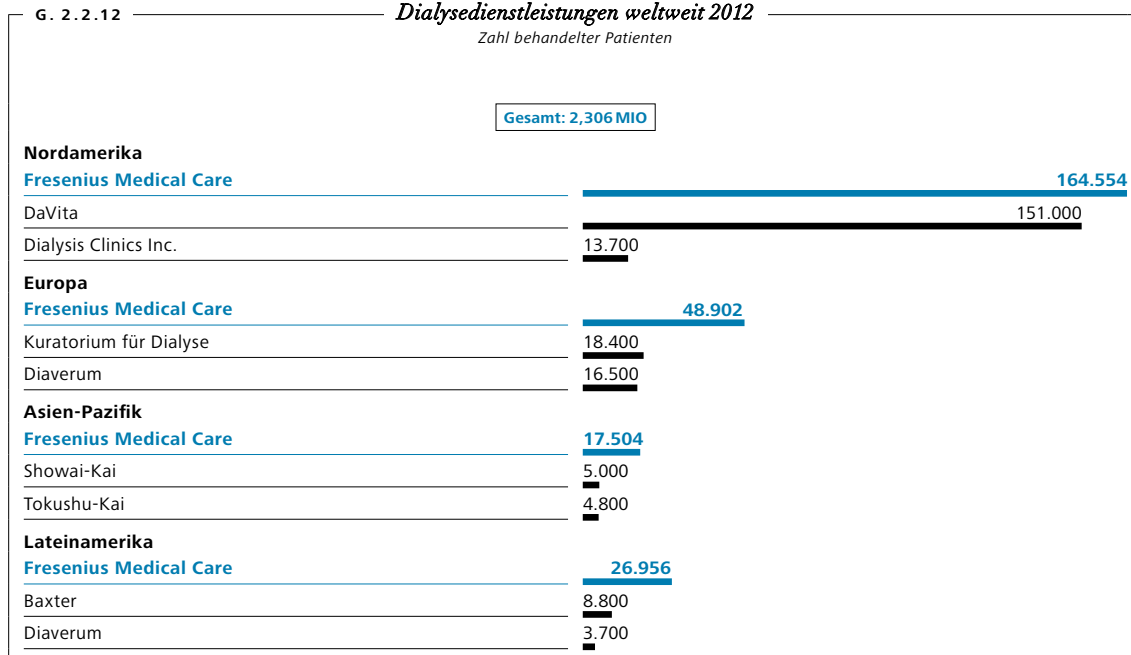 G. 2.2.12 Dialysedienstleistungen weltweit 2012
Zahl behandelter Patienten
Gesamt: 2,306 MIO
Nordamerika
Fresenius Medical Care 164.554
DaVita 151.000
Dialysis Clinics Inc. 13.700
Europa
Fresenius Medical Care 48.902
Kuratorium für Dialyse 18.400
Diaverum 16.500
Asien-Pazifik
Fresenius Medical Care 17.504
Showai-Kai 5.000
Tokushu-Kai 4.800
Lateinamerika
Fresenius Medical Care 26.956
Baxter 8.800
Diaverum 3.700